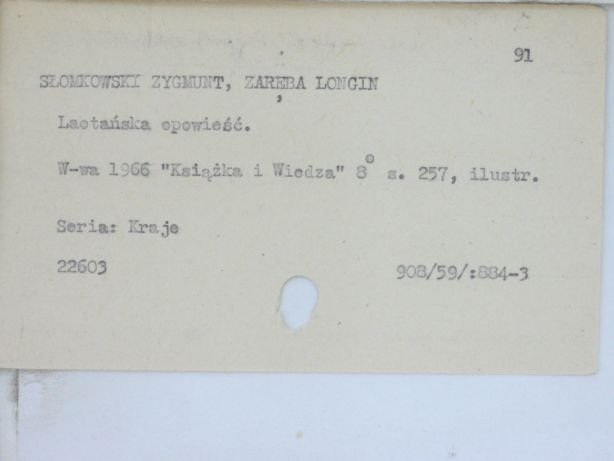 91
SŁOMKOWSKI ZYGMUNT, ZARĘBA LONGIN
Laotańska opowieść.
W-wa 1966 "Książka i Wiedza" 8° s. 257, ilustr.
Seria: Kraje
22603
908/59/:884-3